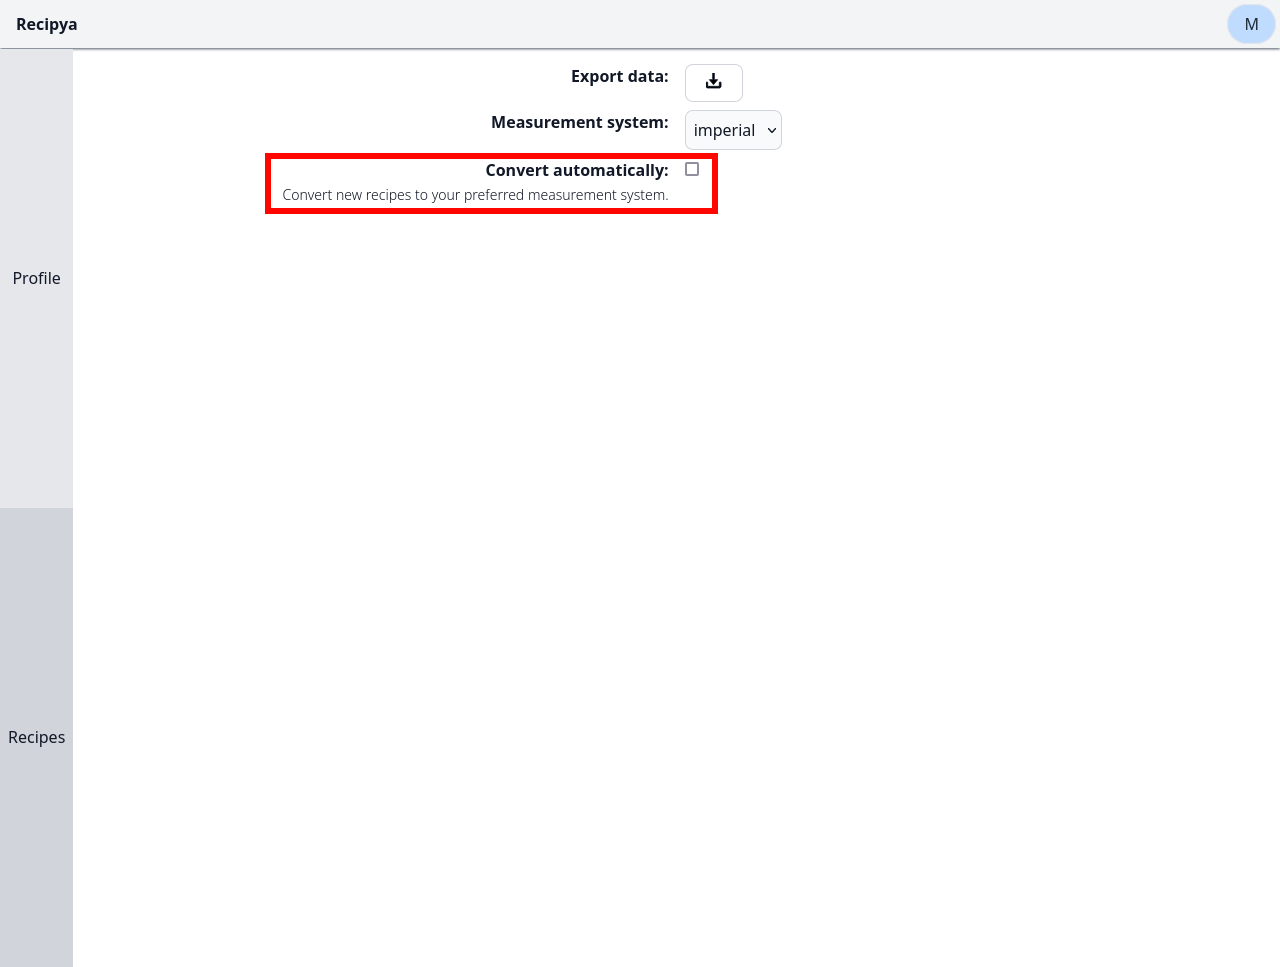 Recipya
M
Export data:
Measurement system:
imperial
Convert automatically:
Convert new recipes to your preferred measurement system.
Profile
Recipes